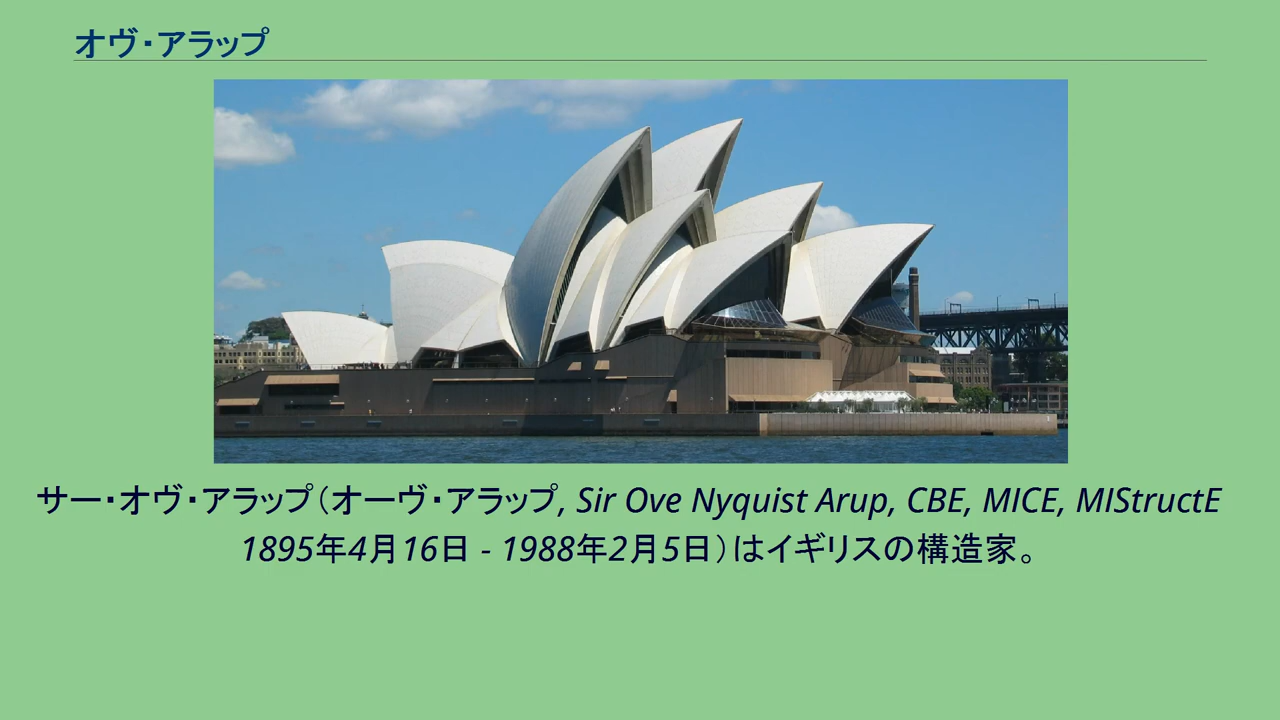 オヴ・アラップ
サー・オヴ・アラップ（オーヴ・アラップ, Sir Ove Nyquist Arup, CBE, MICE, MIStructE
1895年4月16日 - 1988年2月5日）はイギリスの構造家。